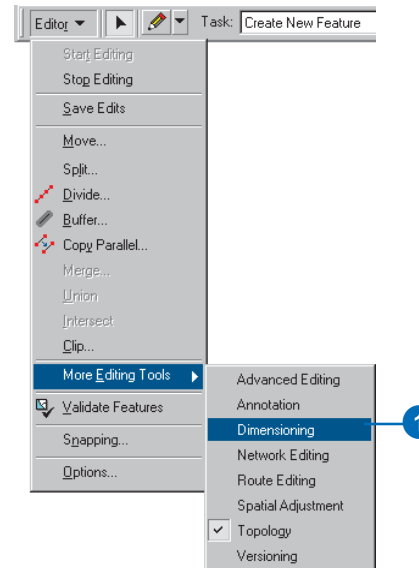 Editor Task: Create New Feature
Start Editing
Stop Editing
Save Edits
Move...
Split...
Divide...
Buffer...
Copy Parallel...
Merge...
Union
Intersect
Clip...
More Editing Tools
Validate Features
Snapping...
Options...
Advanced Editing
Annotation
Dimensioning
Network Editing
Route Editing
Spatial Adjustment
Topology
Versioning
1